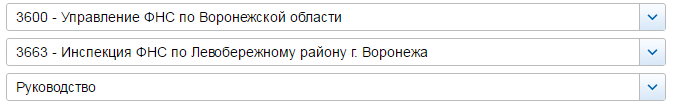 3600 - Управление ФНС по Воронежской области
3663 - Инспекция ФНС по Левобережному району г. Воронежа
Руководство